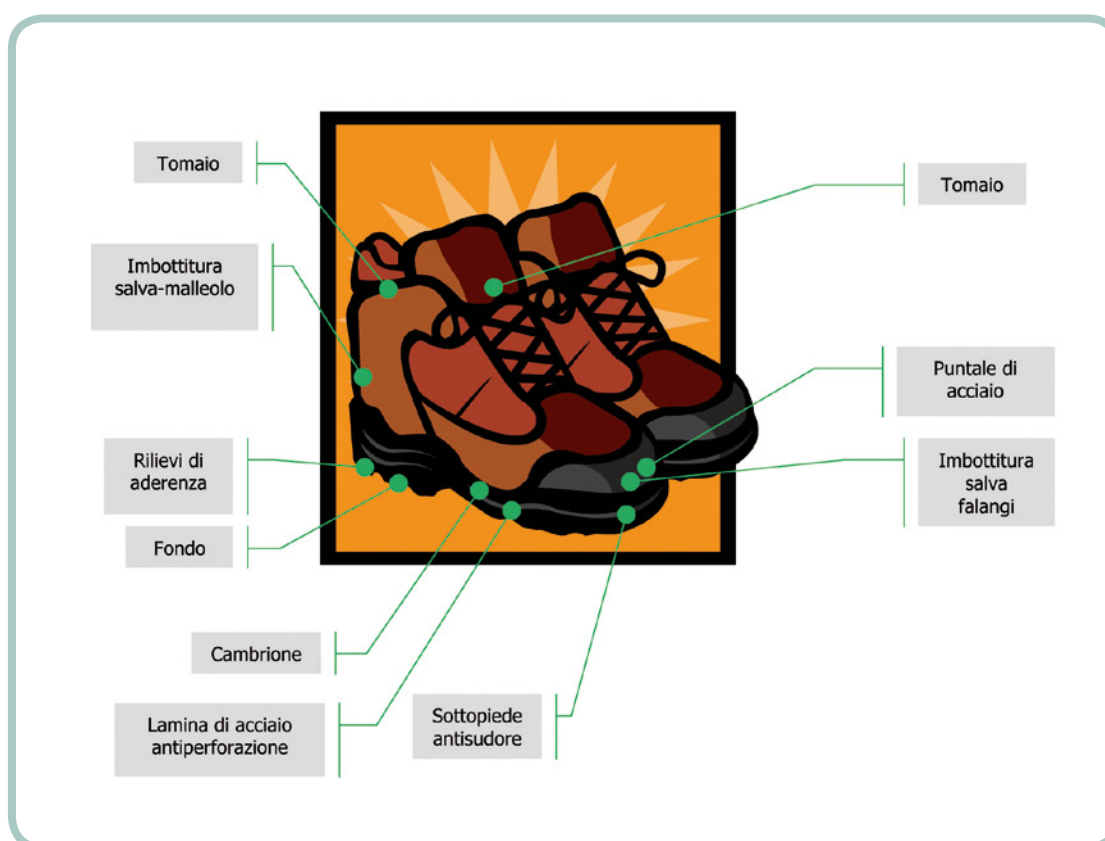 Tomaio
Tomaio
Imbottitura
salva-malleolo
Puntale di
acciaio
Rilievi di
aderenza
Imbottitura
salva
falangi
Fondo
Cambrione
Lamina di acciaio
antiperforazione
Sottopiede
antisudore